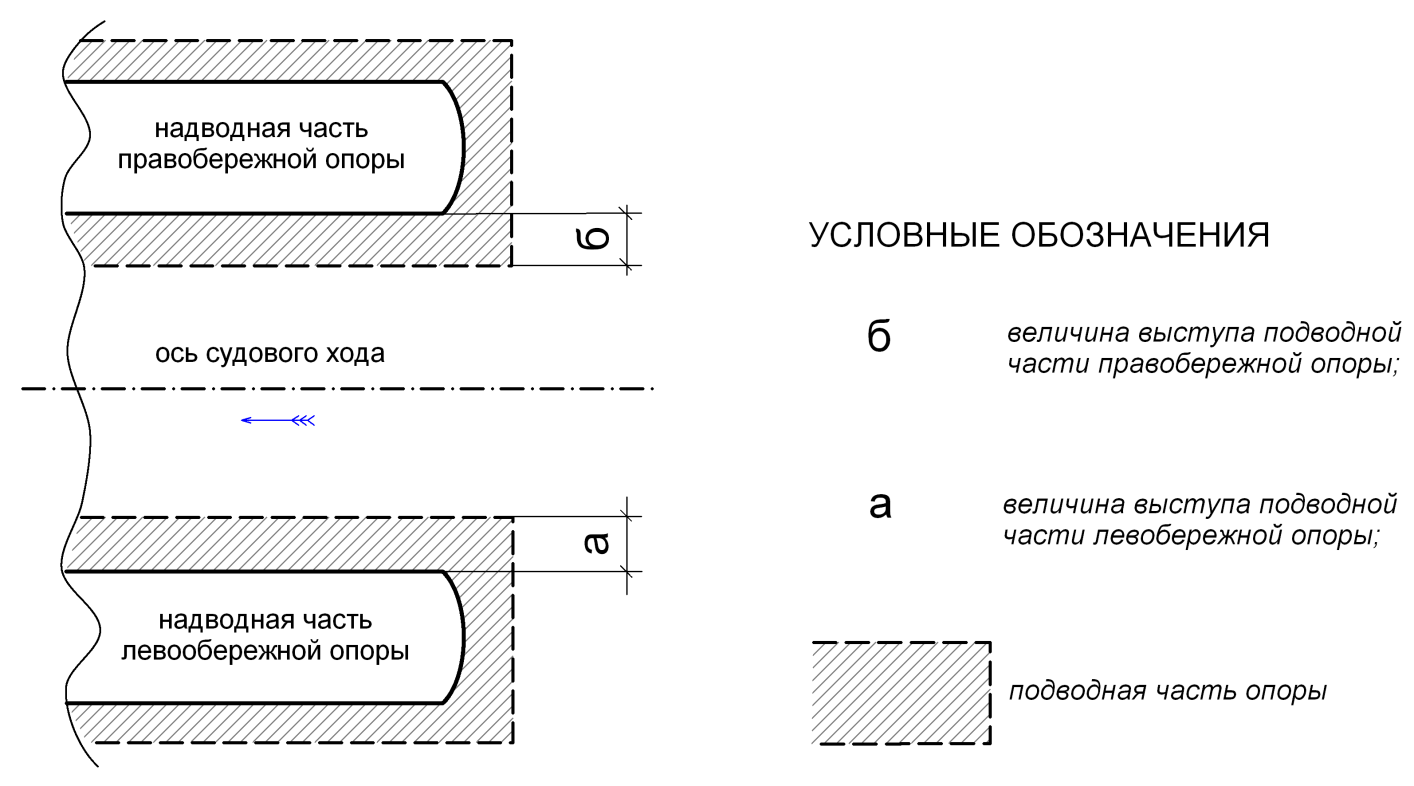 надводная часть
правобережной опоры
б
ось судового хода
а
надводная часть
левообережной опоры
УСЛОВНЫЕ ОБОЗНАЧЕНИЯ
б
величина выступа подводной
части правобережной опоры;
а
величина выступа подводной
части левобережной опоры;
подводная часть опоры